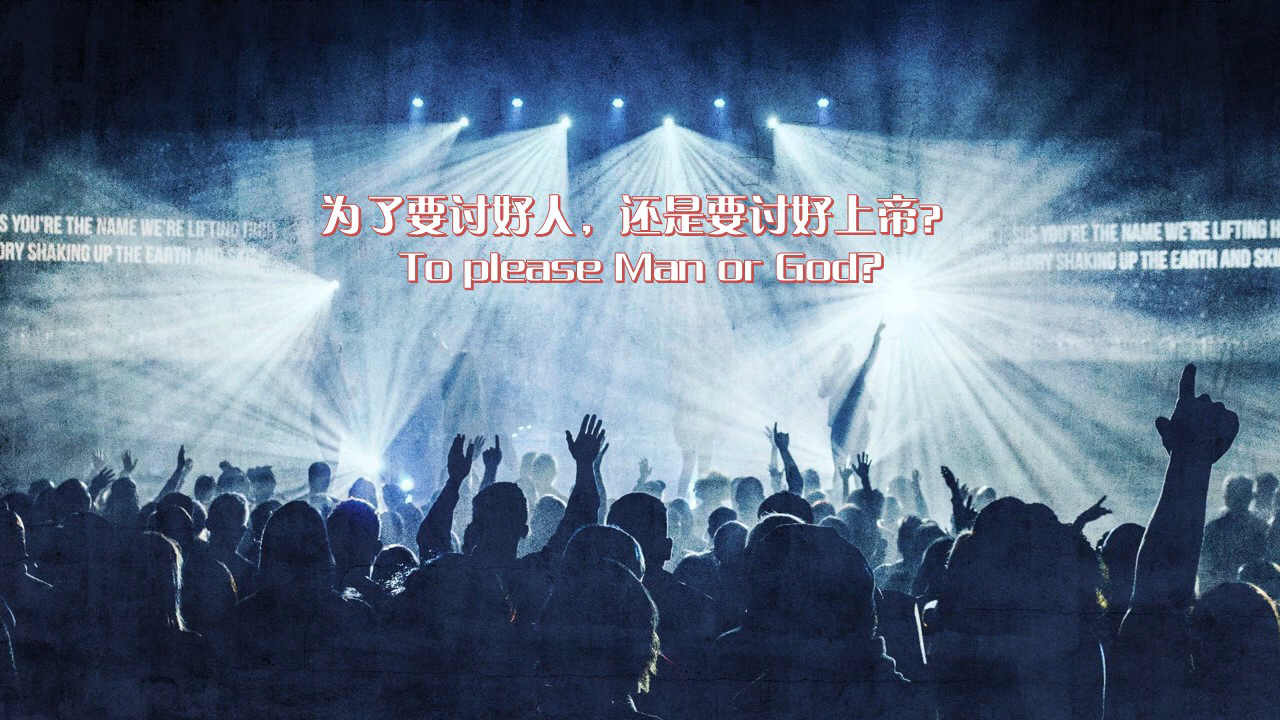 为了要讨好人，还是要讨好上帝?
To please Man or God?
S YOU'RE THE NAME WE'RE LIFTING
ORY SHAKING UP THE EARTH AND
YOU'RE THE NAME WE'RE LIFTING H
SHAKING UP THE EARTH AND SKI